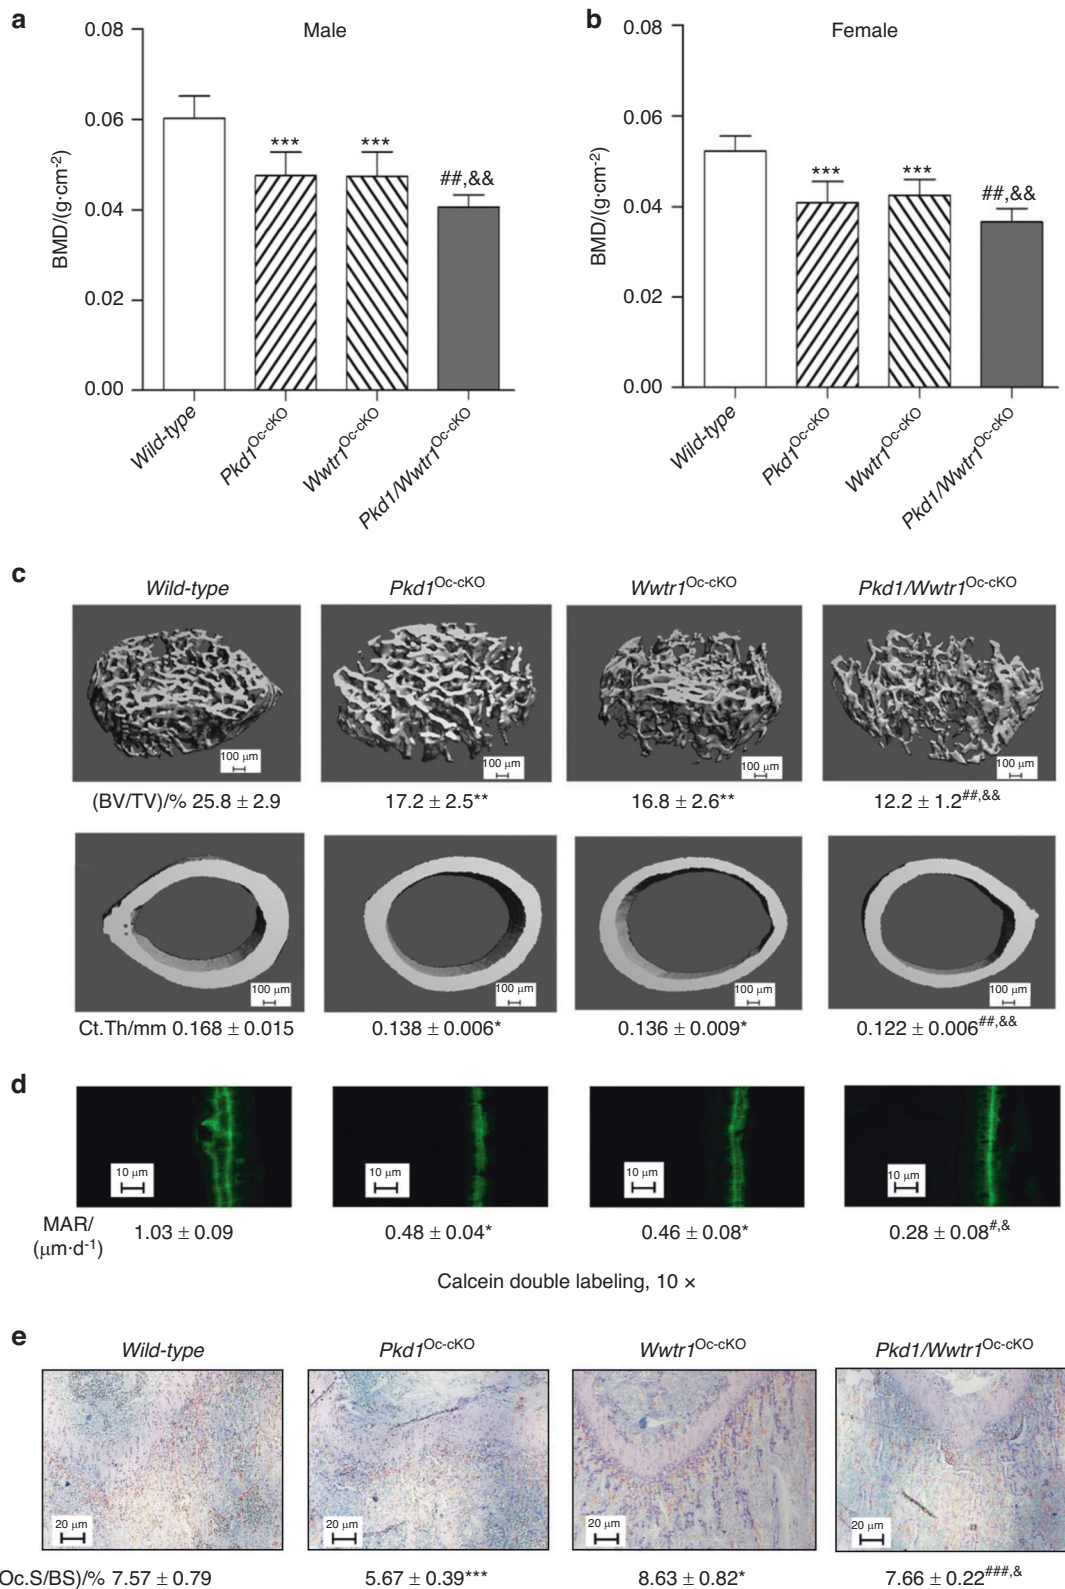 a
Male
BMD/(g·cm-2)
0.08
0.06
0.04
0.02
0.00
***
***
##,&&
Wild-type
Pkd1Oc-cKO
Wwtr1Oc-cKO
Pkd1/Wwtr1Oc-cKO
b
Female
BMD/(g·cm-2)
0.08
0.06
0.04
0.02
0.00
***
***
##,&&
Wild-type
Pkd1Oc-cKO
Wwtr1Oc-cKO
Pkd1/Wwtr1Oc-cKO
c
Wild-type Pkd1Oc-cKO Wwtr1Oc-cKO Pkd1/Wwtr1Oc-cKO
100 μm 100 μm 100 μm 100 μm
(BV/TV)/% 25.8 ± 2.9 17.2 ± 2.5** 16.8 ± 2.6** 12.2 ± 1.2##,&&
100 μm 100 μm 100 μm 100 μm
Ct.Th/mm 0.168 ± 0.015 0.138 ± 0.006* 0.136 ± 0.009* 0.122 ± 0.006##,&&
d
10 μm 10 μm 10 μm 10 μm
MAR/ 1.03 ± 0.09 0.48 ± 0.04* 0.46 ± 0.08* 0.28 ± 0.08#,&
(μm·d-1)
Calcein double labeling, 10 ×
e
Wild-type Pkd1Oc-cKO Wwtr1Oc-cKO Pkd1/Wwtr1Oc-cKO
20 μm 20 μm 20 μm 20 μm
Oc.S/BS)/% 7.57 ± 0.79 5.67 ± 0.39*** 8.63 ± 0.82* 7.66 ± 0.22###,&